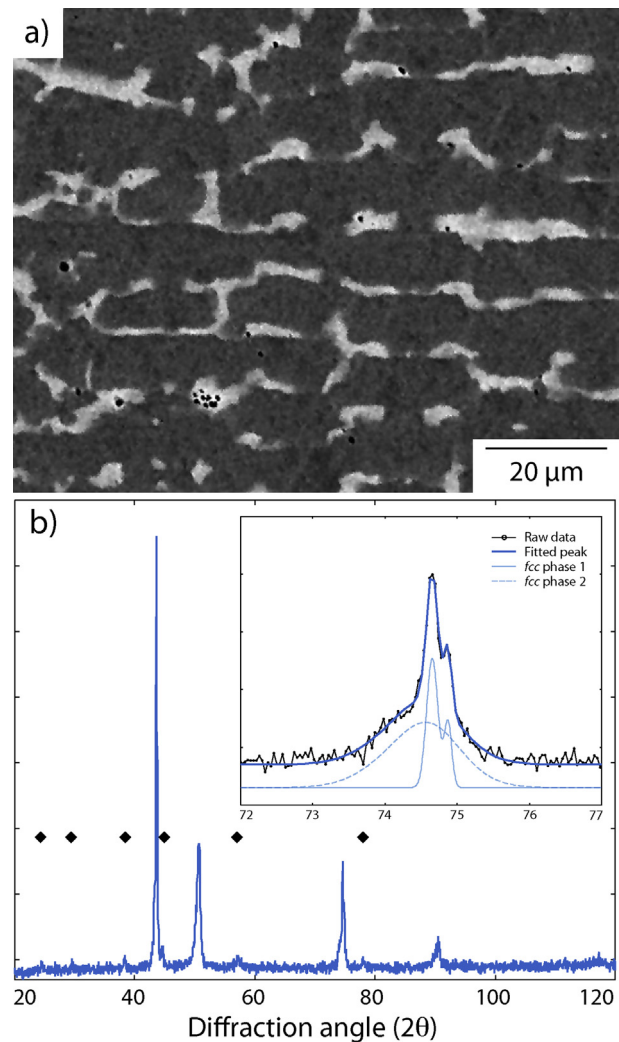 a)
20 μm
b)
Raw data
Fitted peak
fcc phase 1
fcc phase 2
72 73 74 75 76 77
20 40 60 80 100 120
Diffraction angle (2θ)